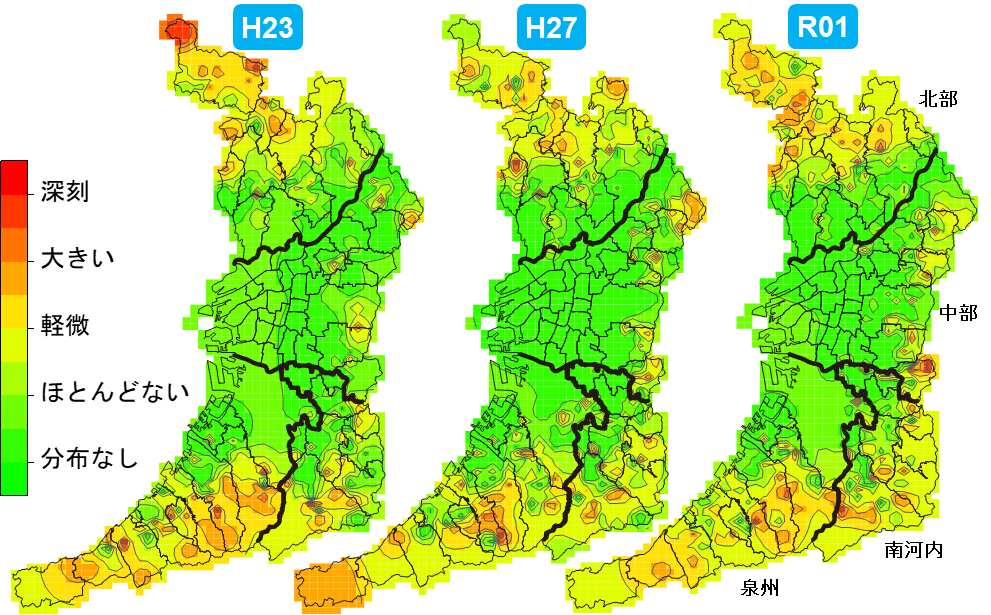 H23
H27
R01
深刻
大きい
軽微
ほとんどない
分布なし
北部
中部
南河内
泉州